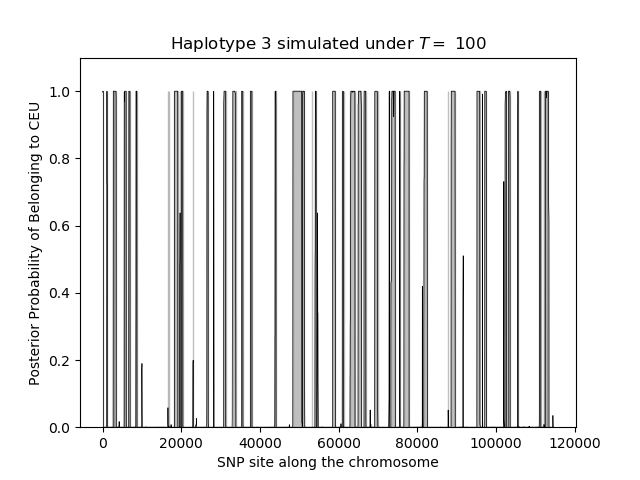 Haplotype 3 simulated under T = 100
Posterior Probability of Belonging to CEU
1.0
0.8
0.6
0.4
0.2
0.0
0 20000 40000 60000 80000 100000 120000
SNP site along the chromosome